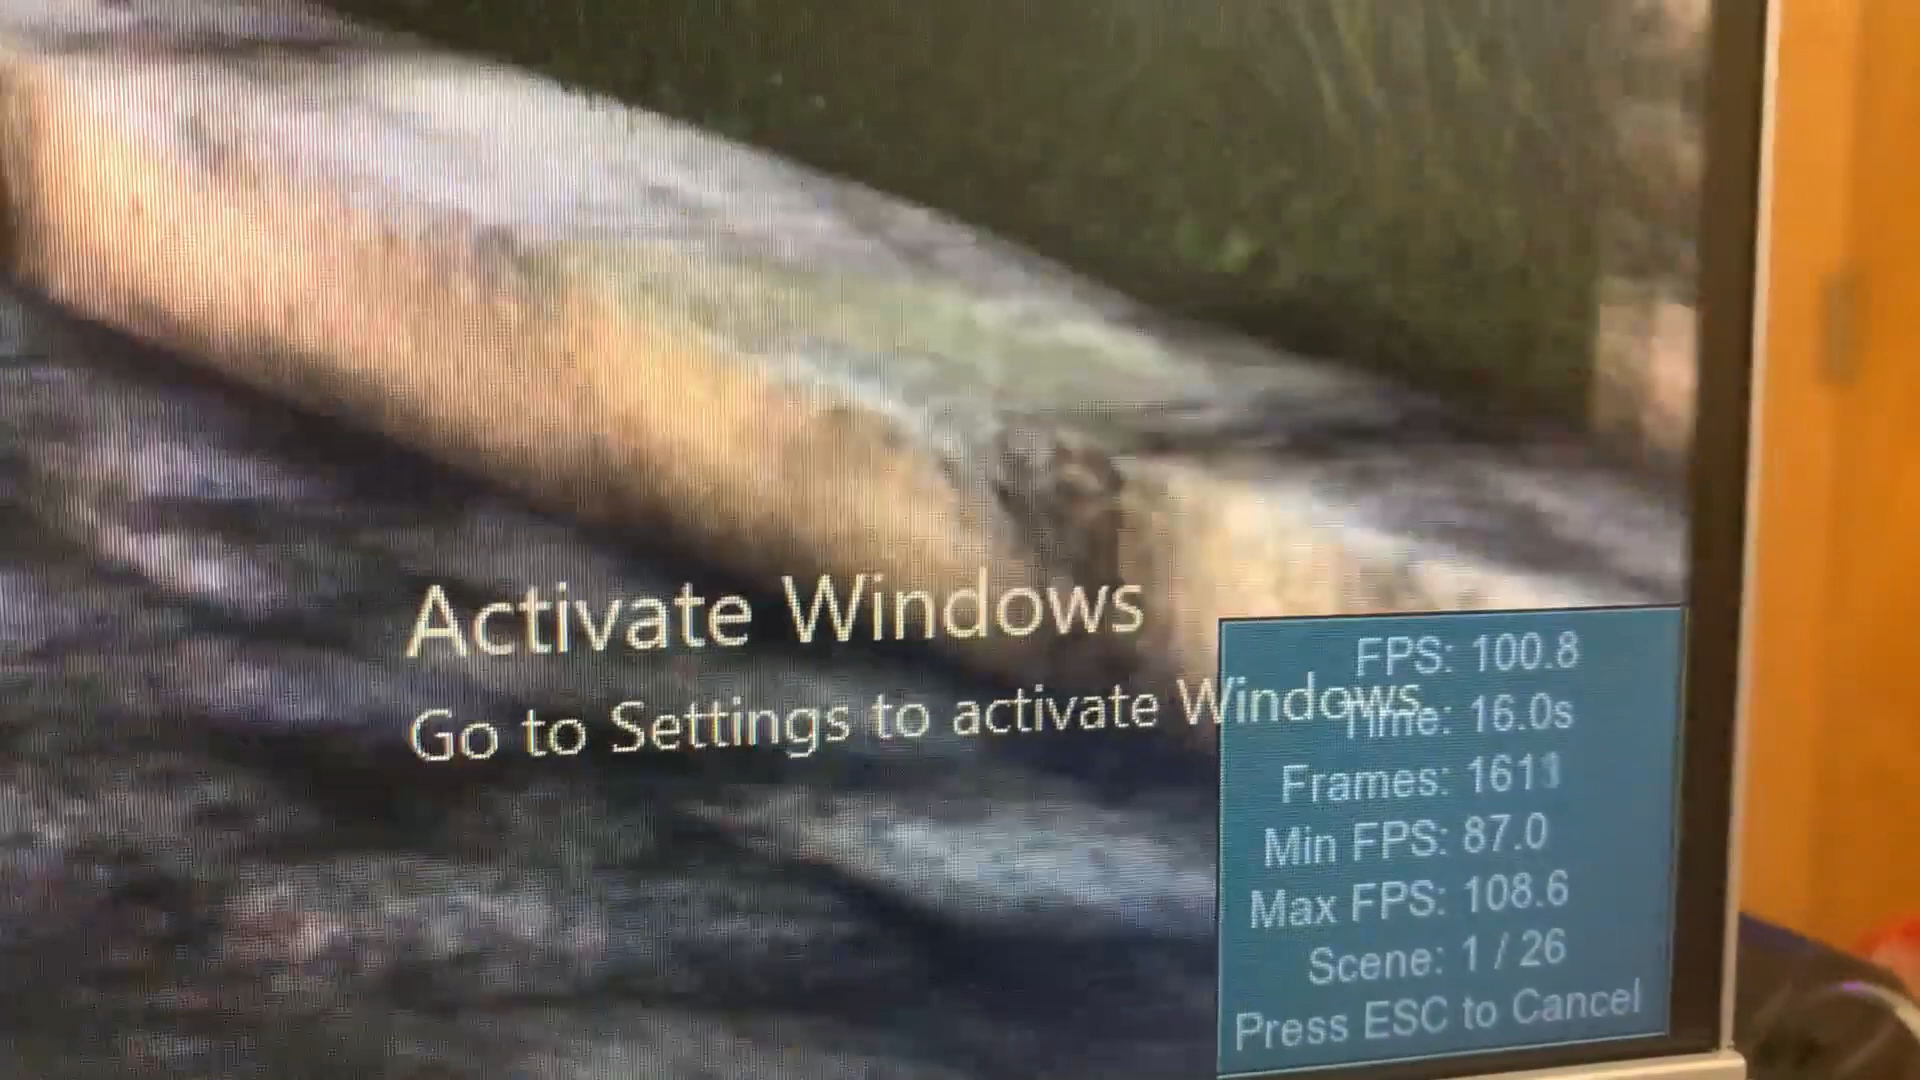 Activate Windows
Go to Settings to activate Windows.
FPS: 100.8
Time: 16.0s
Frames:
Min FPS: 87.0
Max FPS: 108.6
Scene: 1 / 26
Press ESC to Cancel